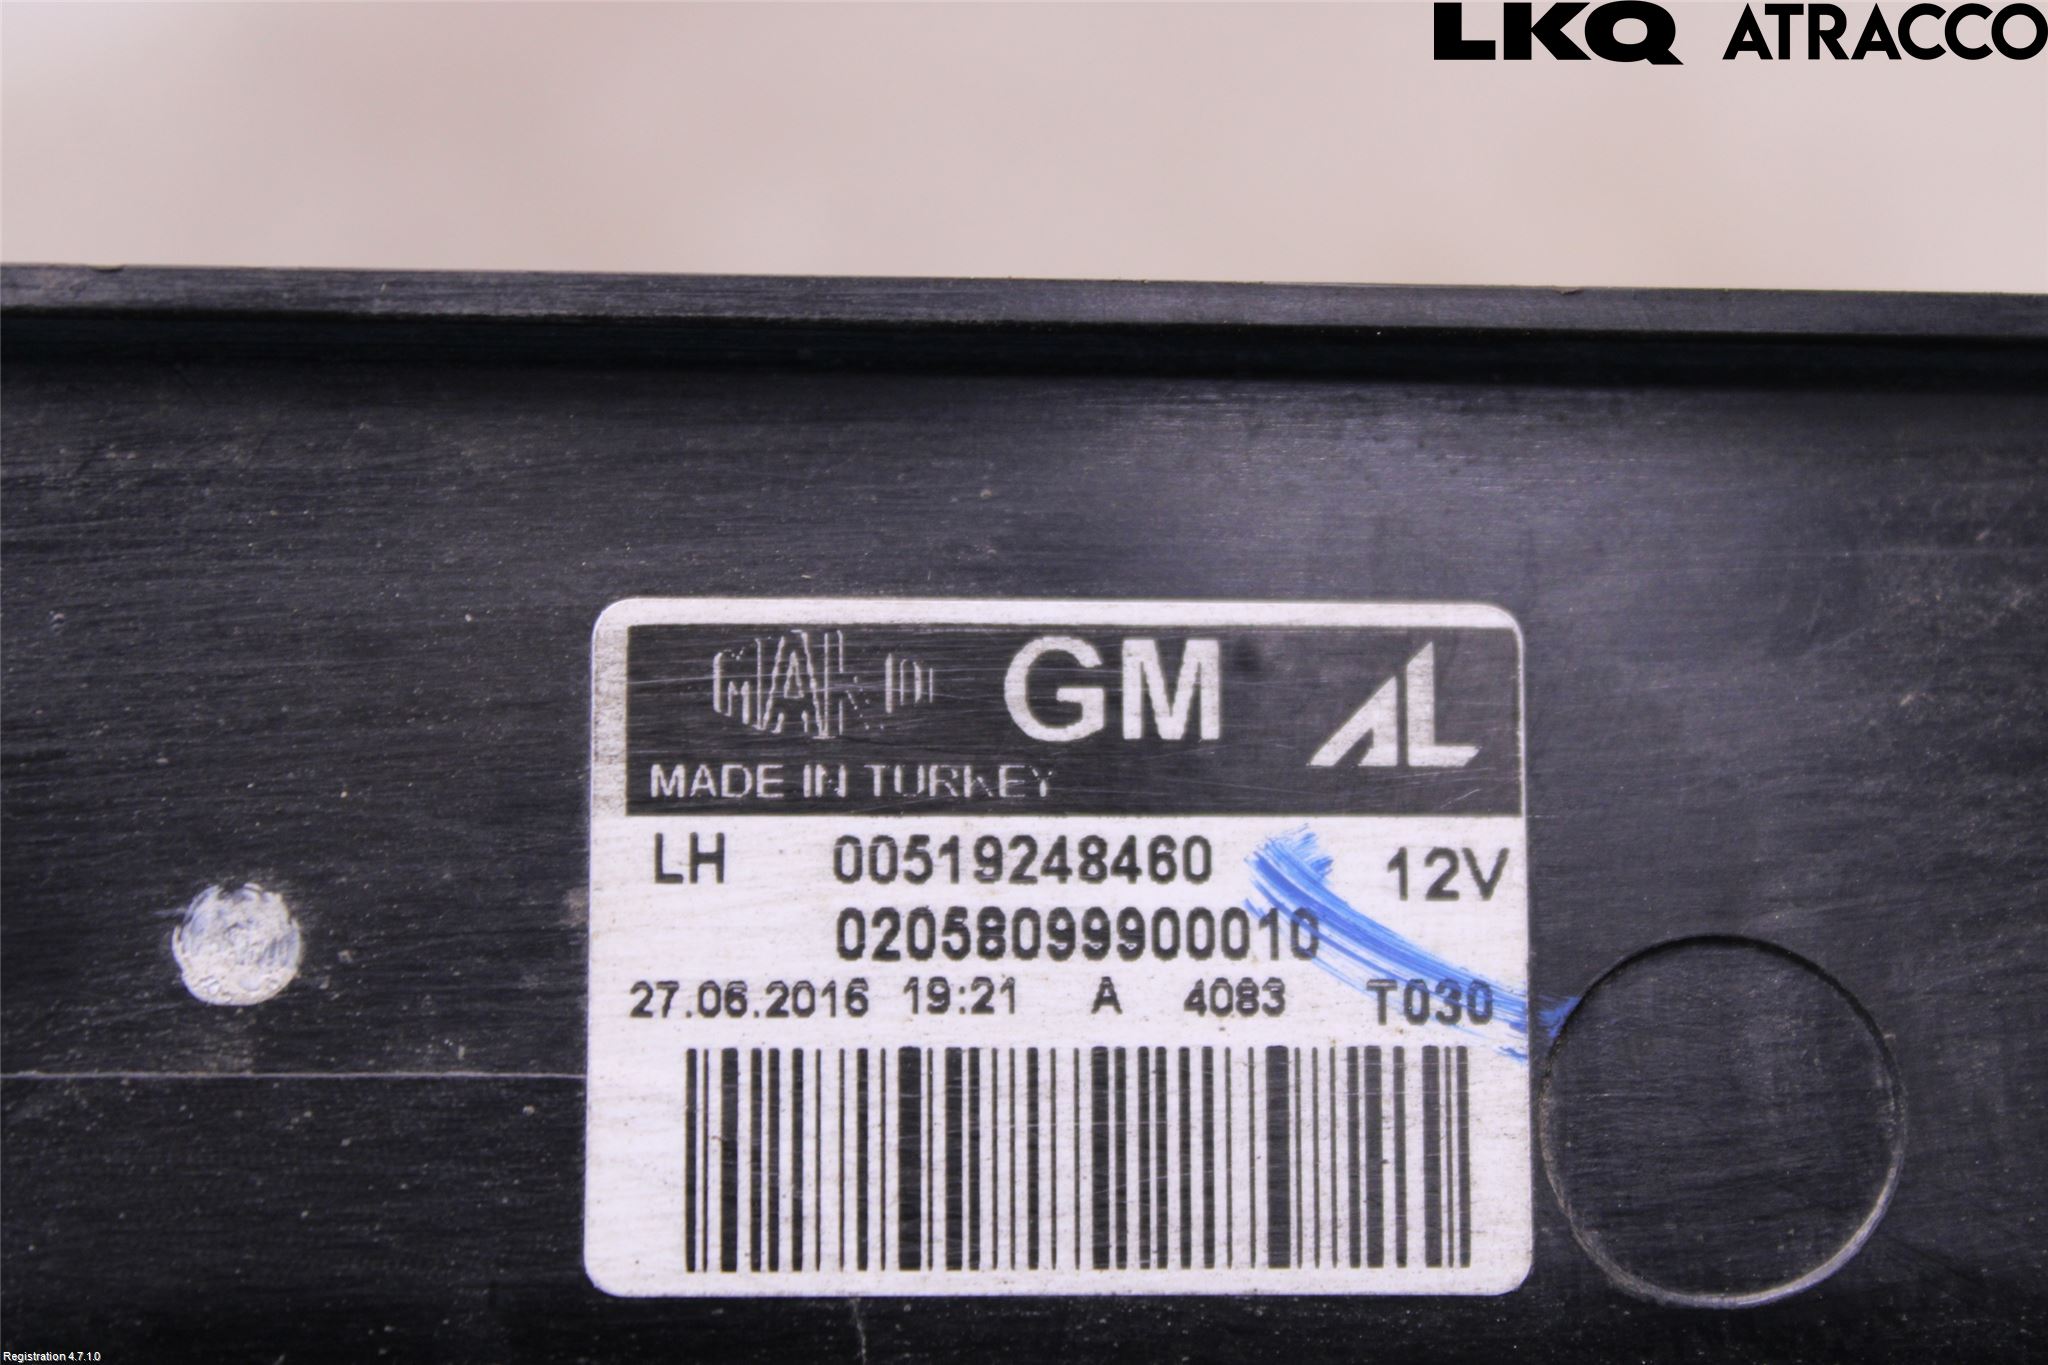 LKQ ATRACCO
GM AL
MADE IN TURKEY
LH 00519248460 12V
02058099900010
27.06.2016 19:21 A 4083 T030
Registration 4.7.1.0